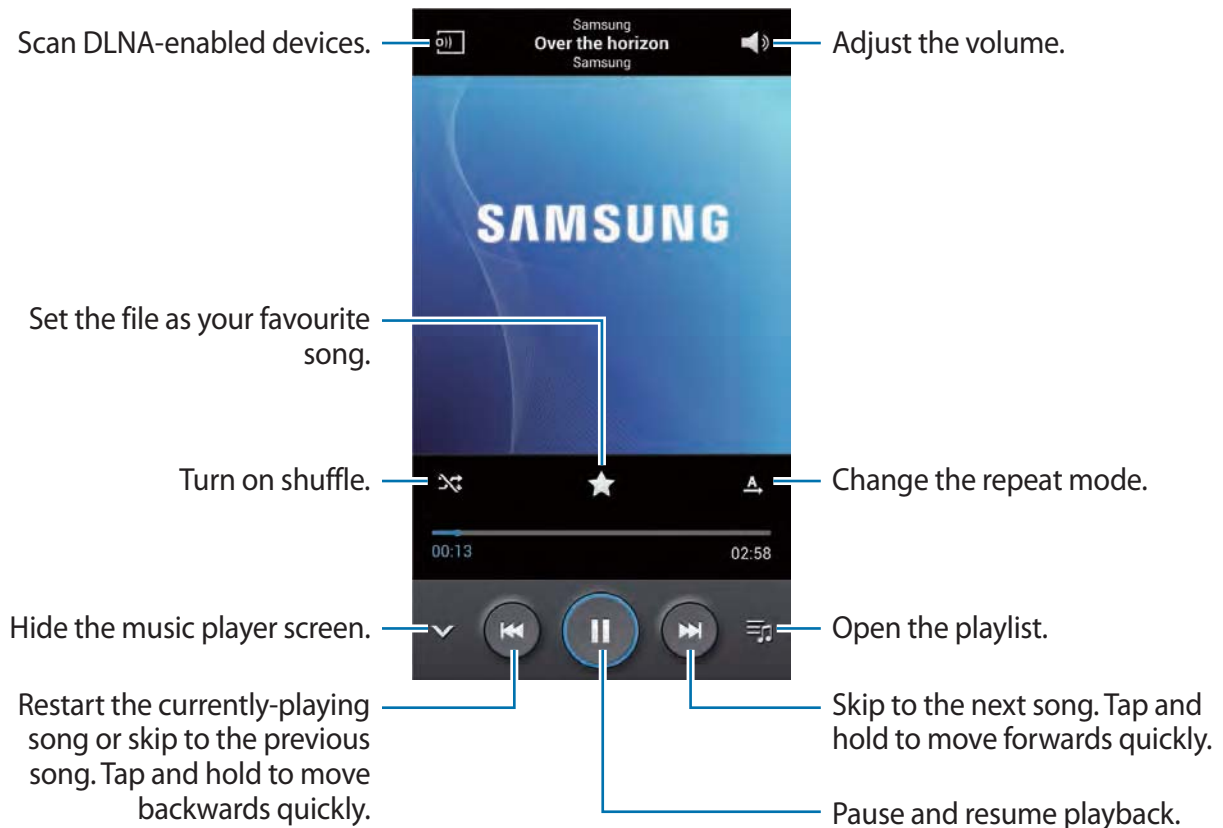 Scan DLNA-enabled devices.
Samsung
Over the horizon
Samsung
Adjust the volume.
SAMSUNG
Set the file as your favourite
song.
Turn on shuffle.
A
Change the repeat mode.
00:13
02:58
Hide the music player screen.
Open the playlist.
Restart the currently-playing
song or skip to the previous
song. Tap and hold to move
backwards quickly.
Skip to the next song. Tap and
hold to move forwards quickly.
Pause and resume playback.